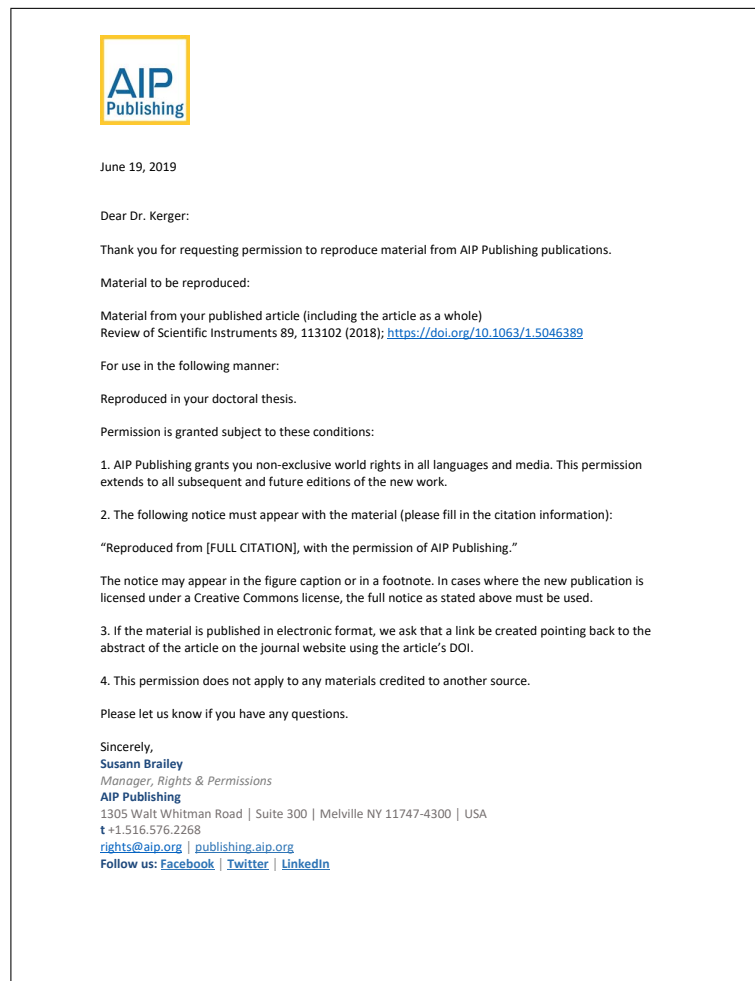 AIP
Publishing
June 19, 2019
Dear Dr. Kerger:
Thank you for requesting permission to reproduce material from AIP Publishing publications.
Material to be reproduced:
Material from your published article (including the article as a whole)
Review of Scientific Instruments 89, 113102 (2018); https://doi.org/10.1063/1.5046389
For use in the following manner:
Reproduced in your doctoral thesis.
Permission is granted subject to these conditions:
1. AIP Publishing grants you non-exclusive world rights in all languages and media. This permission
extends to all subsequent and future editions of the new work.
2. The following notice must appear with the material (please fill in the citation information):
“Reproduced from [FULL CITATION], with the permission of AIP Publishing.”
The notice may appear in the figure caption or in a footnote. In cases where the new publication is
licensed under a Creative Commons license, the full notice as stated above must be used.
3. If the material is published in electronic format, we ask that a link be created pointing back to the
abstract of the article on the journal website using the article’s DOI.
4. This permission does not apply to any materials credited to another source.
Please let us know if you have any questions.
Sincerely,
Susann Brailey
Manager, Rights & Permissions
AIP Publishing
1305 Walt Whitman Road | Suite 300 | Melville NY 11747-4300 | USA
t +1.516.576.2268
rights@aip.org | publishing.aip.org
Follow us: Facebook | Twitter | LinkedIn